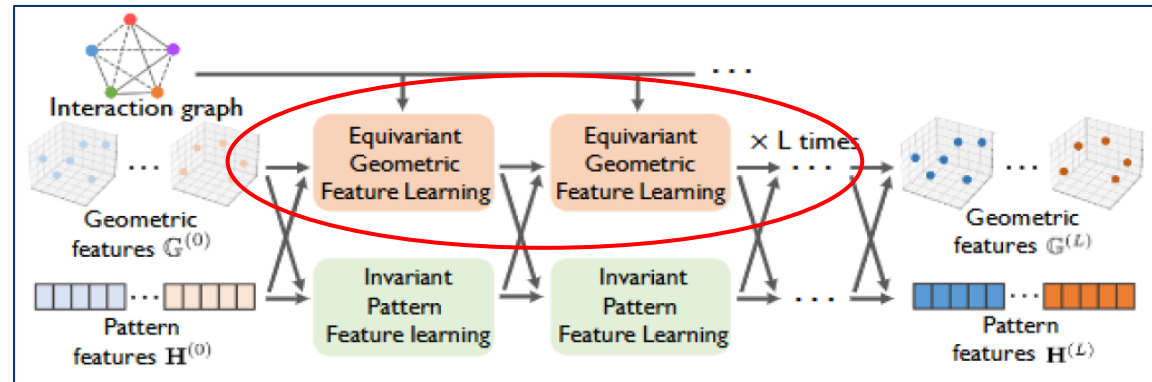 ...
Interaction graph
Equivariant
Geometric
Feature Learning
Equivariant
Geometric
Feature Learning
× L times
...
...
...
Geometric
features 𝔾^(0)
Geometric
features 𝔾^(L)
Invariant
Pattern
Feature learning
Invariant
Pattern
Feature Learning
...
...
...
Pattern
features H^(0)
Pattern
features H^(L)